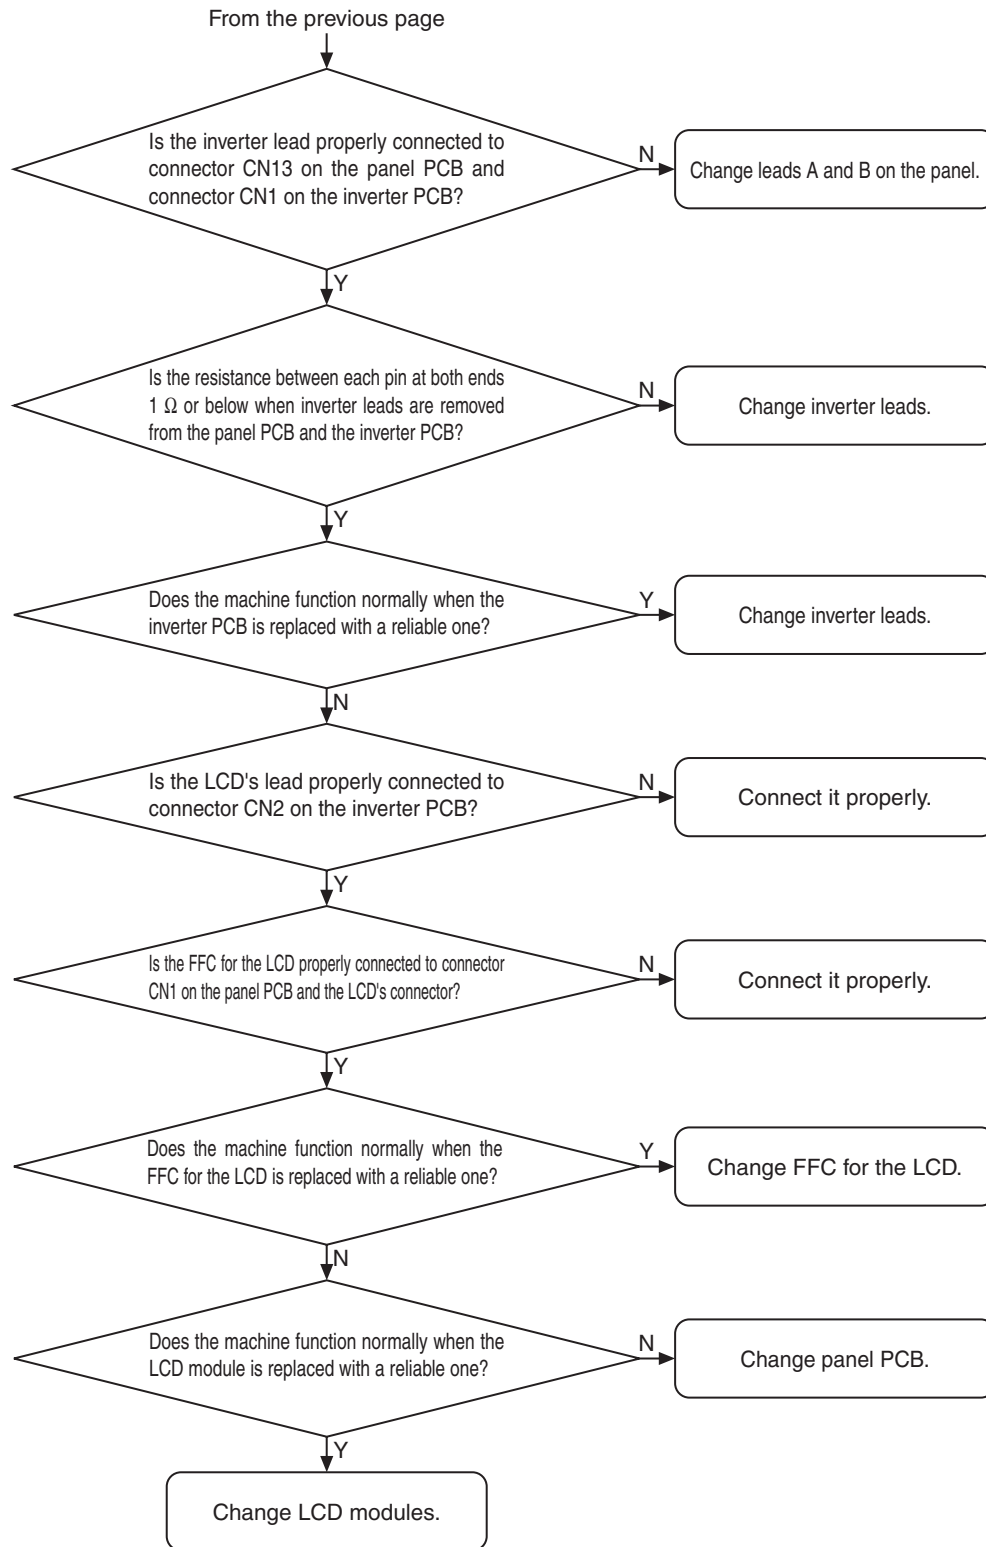 From the previous page
Is the inverter lead properly connected to
connector CN13 on the panel PCB and
connector CN1 on the inverter PCB?
N
Change leads A and B on the panel.
Y
Is the resistance between each pin at both ends
1 Ω or below when inverter leads are removed
from the panel PCB and the inverter PCB?
N
Change inverter leads.
Y
Does the machine function normally when the
inverter PCB is replaced with a reliable one?
Y
Change inverter leads.
N
Is the LCD's lead properly connected to
connector CN2 on the inverter PCB?
N
Connect it properly.
Y
Is the FFC for the LCD properly connected to connector
CN1 on the panel PCB and the LCD's connector?
N
Connect it properly.
Y
Does the machine function normally when the
FFC for the LCD is replaced with a reliable one?
Y
Change FFC for the LCD.
N
Does the machine function normally when the
LCD module is replaced with a reliable one?
N
Change panel PCB.
Y
Change LCD modules.